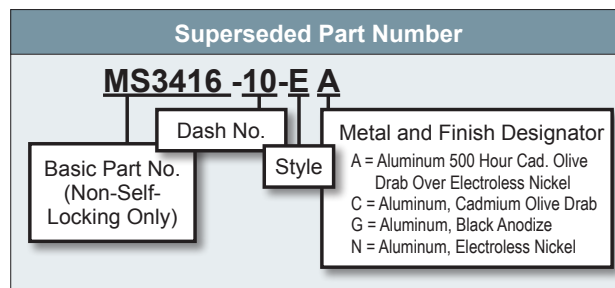 Superseded Part Number
MS3416 -10-E A
Dash No.
Basic Part No.
(Non-Self-
Locking Only)
Style
Metal and Finish Designator
A = Aluminum 500 Hour Cad. Olive
Drab Over Electroless Nickel
C = Aluminum, Cadmium Olive Drab
G = Aluminum, Black Anodize
N = Aluminum, Electroless Nickel